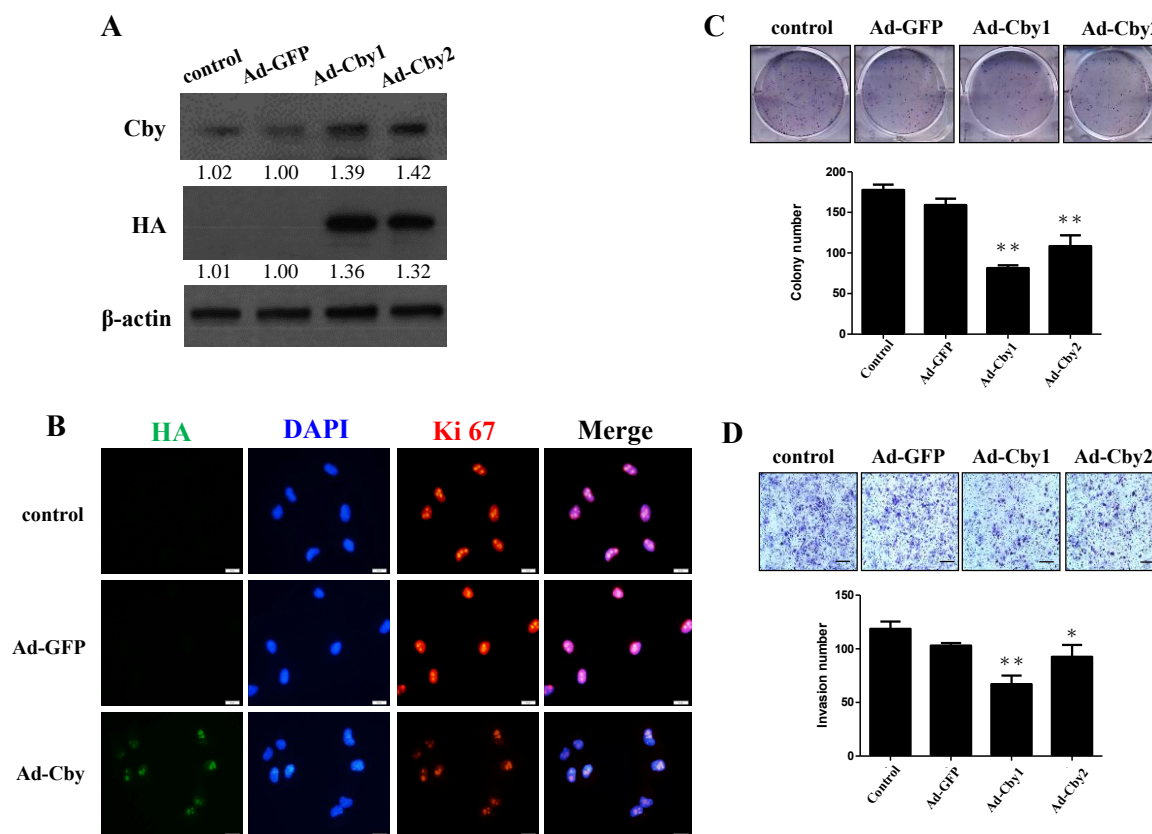 A
control Ad-GFP Ad-Cby1 Ad-Cby2
Cby
1.02 1.00 1.39 1.42
HA
1.01 1.00 1.36 1.32
β-actin
B
HA DAPI Ki 67 Merge
control
Ad-GFP
Ad-Cby
C
control Ad-GFP Ad-Cby1 Ad-Cby2
200
150
100
50
0
Colony number
** **
Control Ad-GFP Ad-Cby1 Ad-Cby2
D
control Ad-GFP Ad-Cby1 Ad-Cby2
150
100
50
0
Invasion number
** *
Control Ad-GFP Ad-Cby1 Ad-Cby2